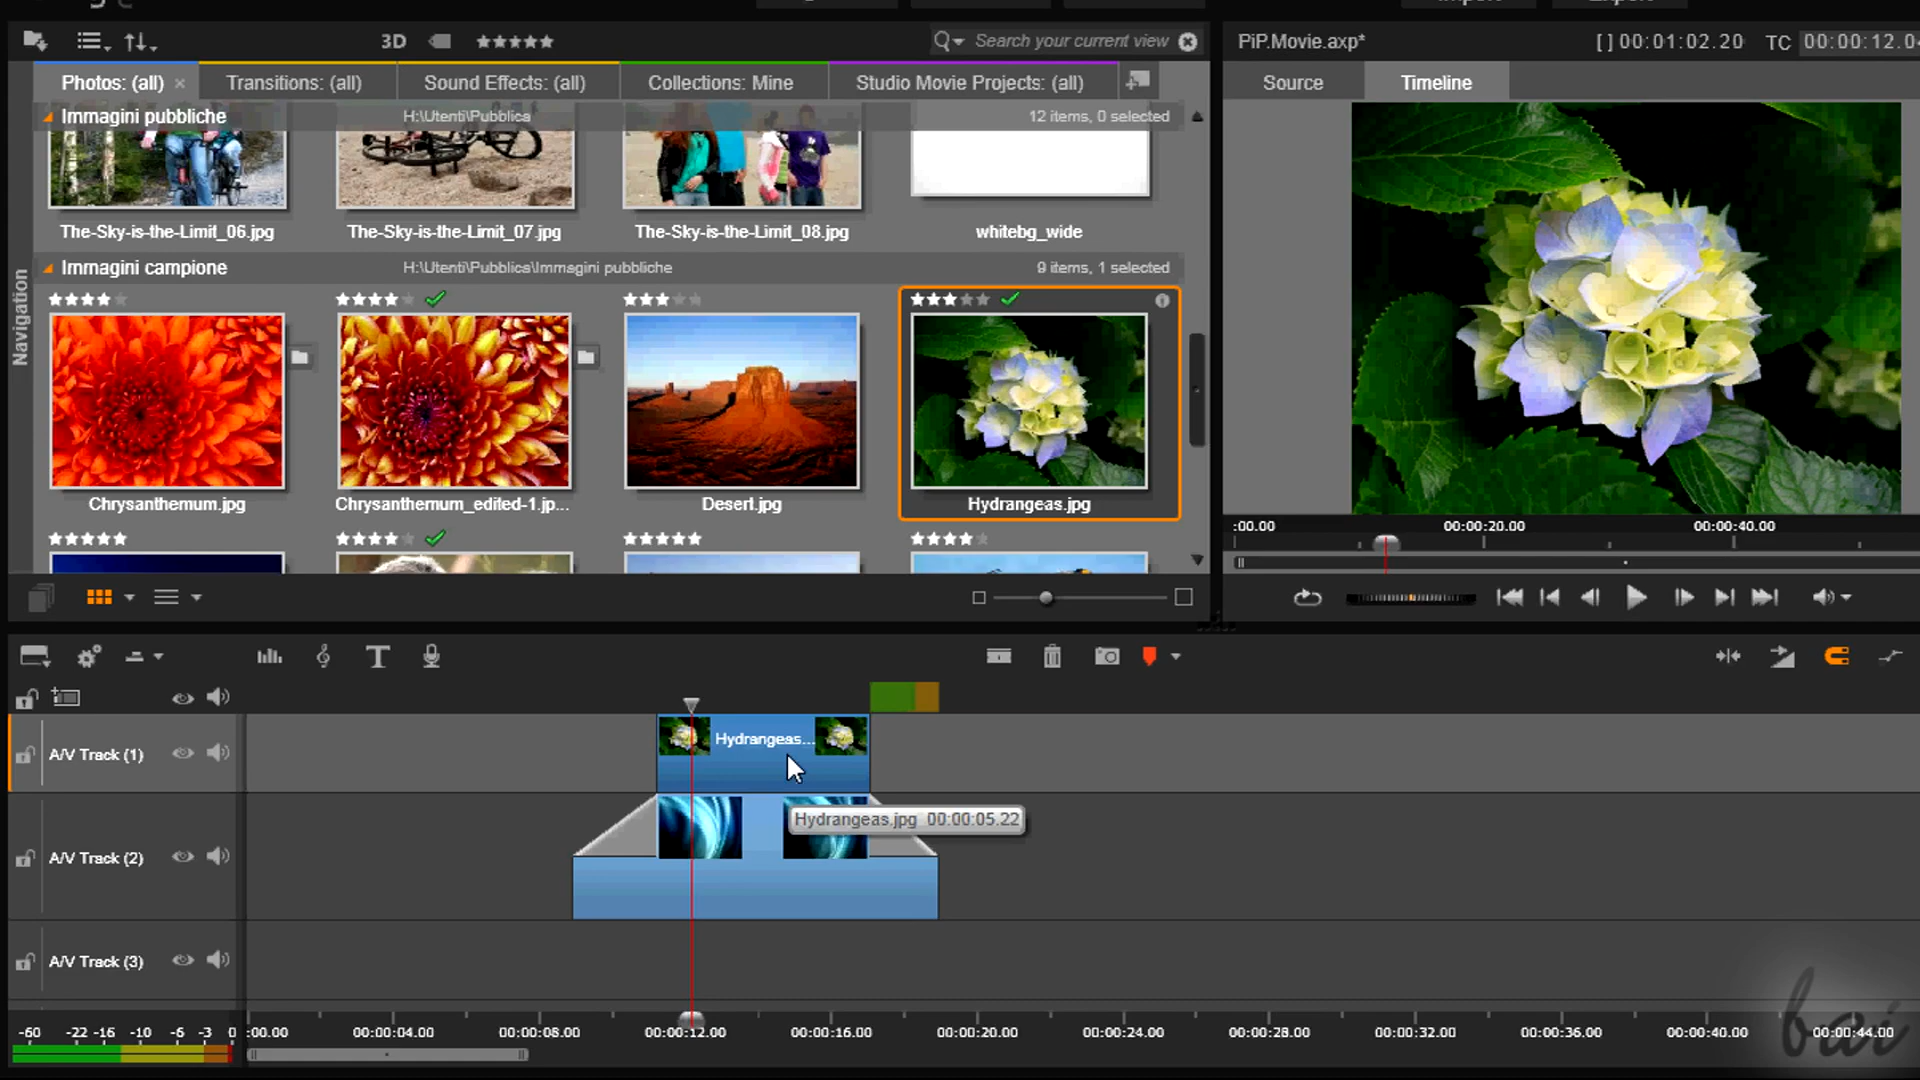 3D
Search your current view
Photos: (all)
Transitions: (all)
Sound Effects: (all)
Collections: Mine
Studio Movie Projects: (all)
Immagini pubbliche
H:\Utenti\Pubblica
12 items, 0 selected
The-Sky-is-the-Limit_06.jpg
The-Sky-is-the-Limit_07.jpg
The-Sky-is-the-Limit_08.jpg
whitebg_wide
Immagini campione
H:\Utenti\Pubblica\Immagini pubbliche
9 items, 1 selected
Navigation
Chrysanthemum.jpg
Chrysanthemum_edited-1.jp...
Desert.jpg
Hydrangeas.jpg
PiP.Movie.axp*
[ ] 00:01:02.20
TC 00:00:12.0
Source
Timeline
:00.00
00:00:20.00
00:00:40.00
A/V Track (1)
Hydrangeas...
Hydrangeas.jpg 00:00:05.22
A/V Track (2)
A/V Track (3)
-60 -22 -16 -10 -6 -3 0
:00.00
00:00:04.00
00:00:08.00
00:00:12.00
00:00:16.00
00:00:20.00
00:00:24.00
00:00:28.00
00:00:32.00
00:00:36.00
00:00:40.00
00:00:44.00
bai